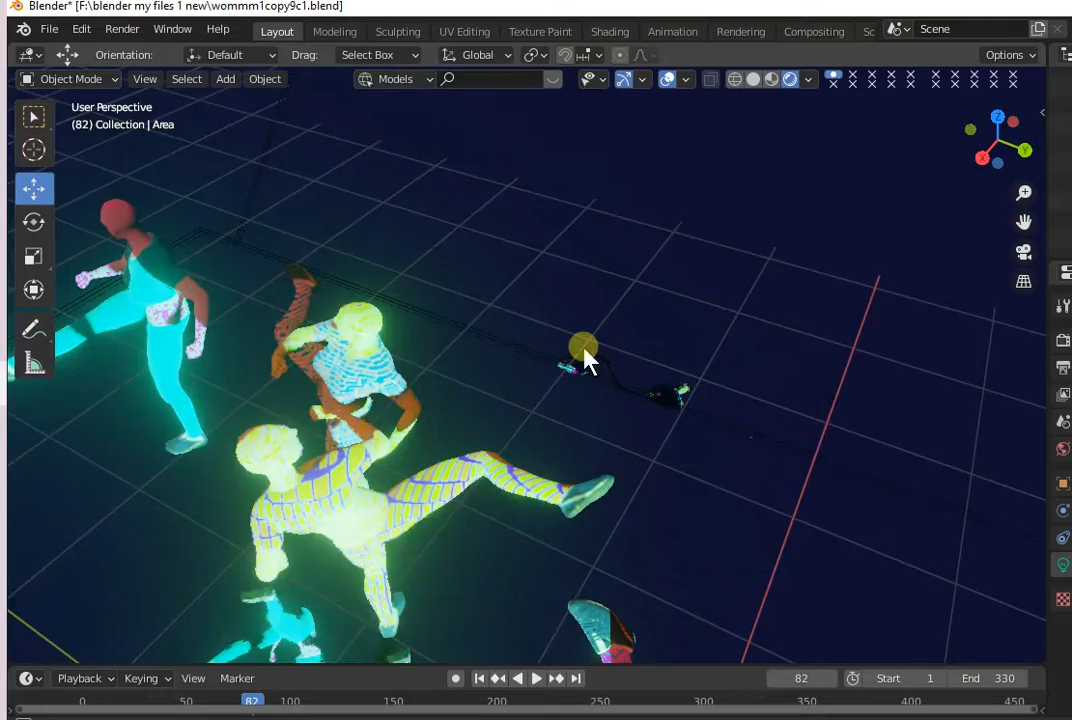 Blender* [F:\blender my files 1 new\wommm1copy9c1.blend]
File Edit Render Window Help Layout Modeling Sculpting UV Editing Texture Paint Shading Animation Rendering Compositing Sc Scene
Orientation: Default Drag: Select Box Global Options
Object Mode View Select Add Object Models
User Perspective
(82) Collection | Area
Z
Y
X
Playback Keying View Marker 82 Start 1 End 330
0 50 82 100 150 200 250 300 350 400 450